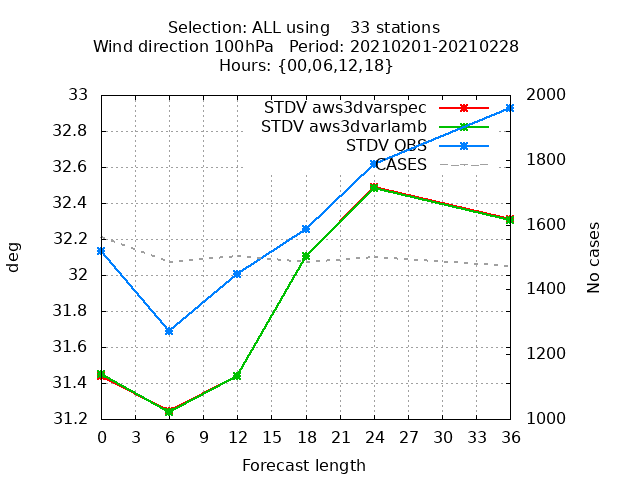 Selection: ALL using    33 stations
Wind direction 100hPa   Period: 20210201-20210228
Hours: {00,06,12,18}
33
32.8
32.6
32.4
32.2
32
31.8
31.6
31.4
31.2
2000
1800
1600
1400
1200
1000
STDV aws3dvarspec
STDV aws3dvarlamb
STDV OBS
CASES
deg
No cases
0 3 6 9 12 15 18 21 24 27 30 33 36
Forecast length